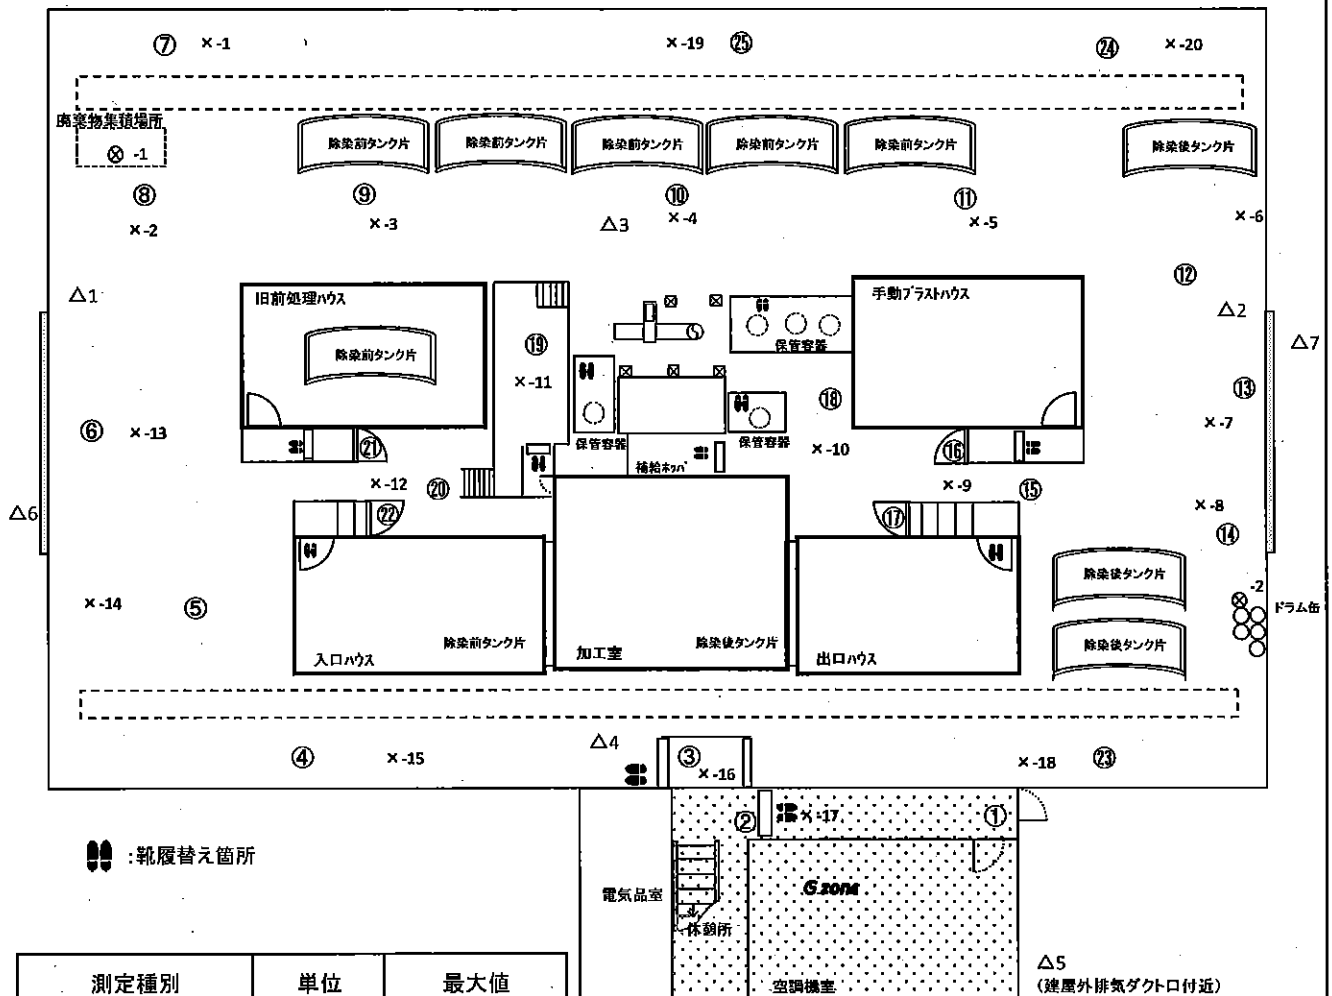 ⑦ ×-1 ×-19 ㉕ ㉔ ×-20
廃棄物集積場所
⊗ -1
除染前タンク片 除染前タンク片 除染前タンク片 除染前タンク片 除染前タンク片 除染後タンク片
⑧ ⑨ ⑩ ⑪
×-2 ×-3 △3 ×-4 ×-5 ×-6
⑫
△1 旧前処理ハウス 手動ブラストハウス △2
△7
除染前タンク片 ⑲ 保管容器
×-11 ⑱ ⑬
⑥ ×-13 ×-7
保管容器 保管容器
㉑ ×-10 ⑯
補給ホッパ
×-12 ⑳ ×-9 ⑮
△6 ㉒ ⑰ ×-8
⑭
除染後タンク片
×-14 ⑤ ⊗ -2 ドラム缶
除染前タンク片 除染後タンク片 除染後タンク片
入口ハウス 加工室 出口ハウス
④ ×-15 △4 ③ ×-16 ×-18 ㉓
② ×-17 ①
:靴履替え箇所
電気品室 G zone
休憩所
△5
空調機室 (建屋外排気ダクト口付近)
測定種別 単位 最大値